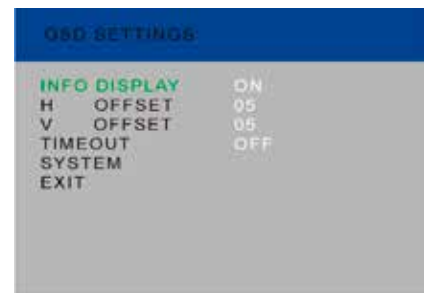 OSD SETTINGS
INFO DISPLAY ON
H OFFSET 05
V OFFSET 05
TIMEOUT OFF
SYSTEM
EXIT